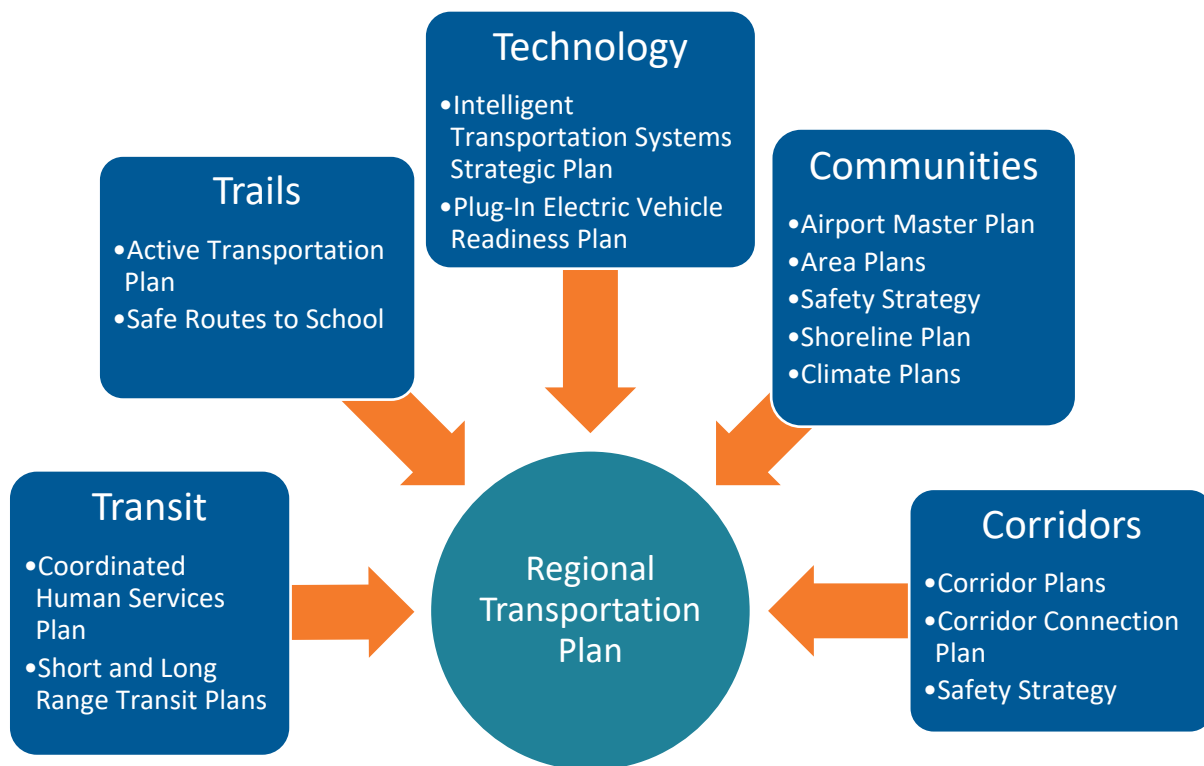 Technology
•Intelligent
Transportation Systems
Strategic Plan
•Plug-In Electric Vehicle
Readiness Plan
Trails
•Active Transportation
Plan
•Safe Routes to School
Communities
•Airport Master Plan
•Area Plans
•Safety Strategy
•Shoreline Plan
•Climate Plans
Transit
•Coordinated
Human Services
Plan
•Short and Long
Range Transit Plans
Regional
Transportation
Plan
Corridors
•Corridor Plans
•Corridor Connection
Plan
•Safety Strategy